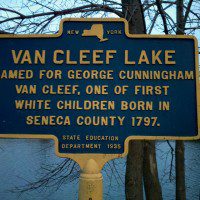 NEW YORK
VAN CLEEF LAKE
AMED FOR GEORGE CUNNINGHAM
VAN CLEEF, ONE OF FIRST
WHITE CHILDREN BORN IN
SENECA COUNTY 1797.
STATE EDUCATION
DEPARTMENT 1935